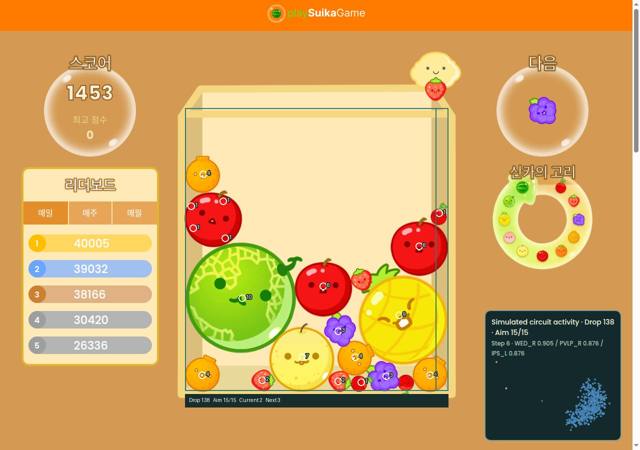 playSuikaGame
스코어
1453
최고 점수
0
다음
신가의 고리
리더보드
매일 매주 매월
1 40005
2 39032
3 38166
4 30420
5 26336
Simulated circuit activity · Drop 138
· Aim 15/15
Step 6 · WED_R 0.905 / PVLP_R 0.876 /
IPS_L 0.876
Drop 138 Aim 15/15 Current 2 Next 3